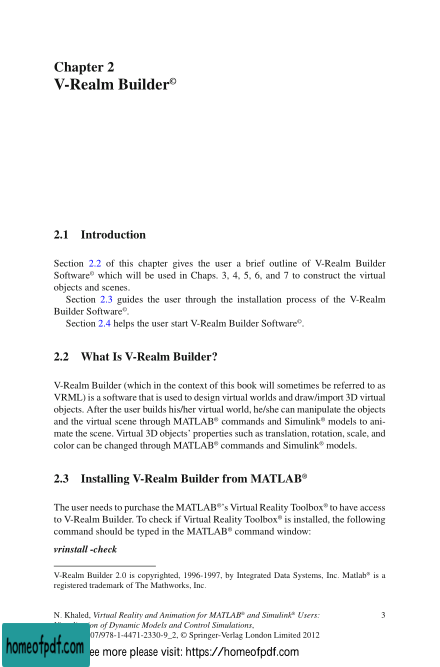 Chapter 2
V-Realm Builder©
2.1 Introduction
Section 2.2 of this chapter gives the user a brief outline of V-Realm Builder
Software© which will be used in Chaps. 3, 4, 5, 6, and 7 to construct the virtual
objects and scenes.
Section 2.3 guides the user through the installation process of the V-Realm
Builder Software©.
Section 2.4 helps the user start V-Realm Builder Software©.
2.2 What Is V-Realm Builder?
V-Realm Builder (which in the context of this book will sometimes be referred to as
VRML) is a software that is used to design virtual worlds and draw/import 3D virtual
objects. After the user builds his/her virtual world, he/she can manipulate the objects
and the virtual scene through MATLAB® commands and Simulink® models to ani-
mate the scene. Virtual 3D objects’ properties such as translation, rotation, scale, and
color can be changed through MATLAB® commands and Simulink® models.
2.3 Installing V-Realm Builder from MATLAB®
The user needs to purchase the MATLAB®’s Virtual Reality Toolbox® to have access
to V-Realm Builder. To check if Virtual Reality Toolbox® is installed, the following
command should be typed in the MATLAB® command window:
vrinstall -check
V-Realm Builder 2.0 is copyrighted, 1996-1997, by Integrated Data Systems, Inc. Matlab® is a
registered trademark of The Mathworks, Inc.
N. Khaled, Virtual Reality and Animation for MATLAB® and Simulink® Users: 3
of Dynamic Models and Control Simulations,
07/978-1-4471-2330-9_2, © Springer-Verlag London Limited 2012
homeofpdf.com
ee more please visit: https://homeofpdf.com